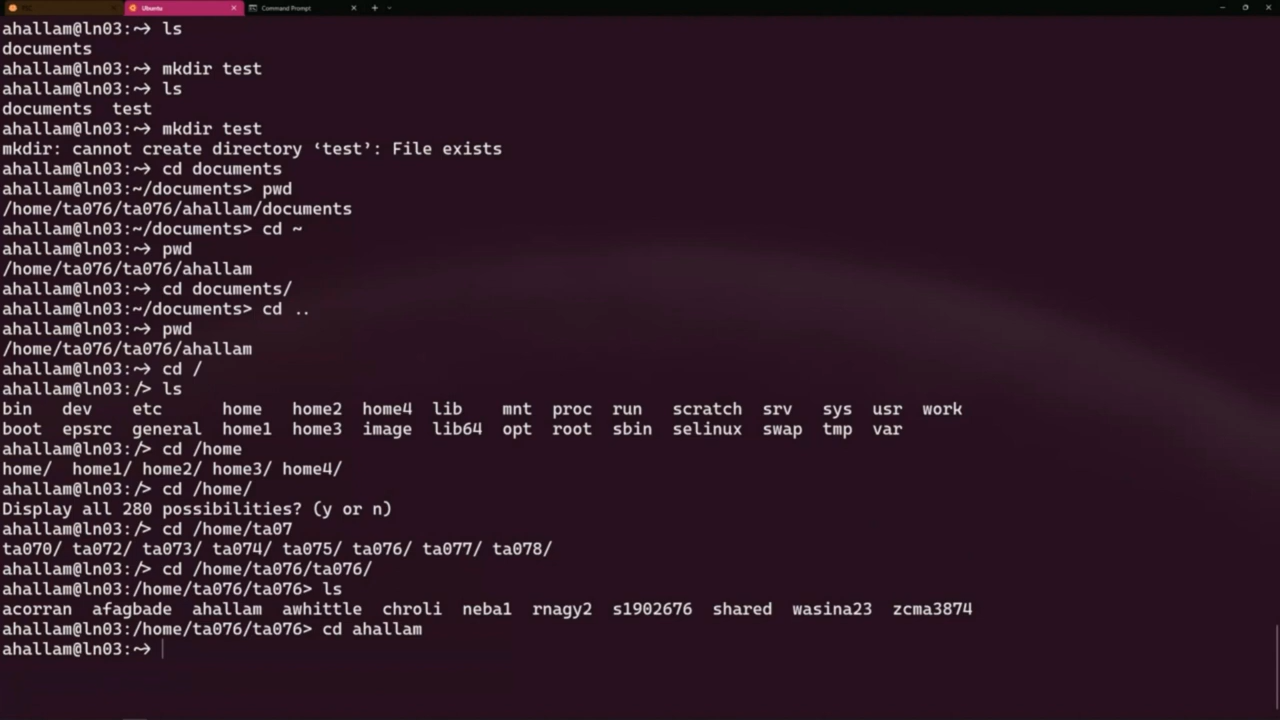 Ubuntu
Command Prompt
ahallam@ln03:~> ls
documents
ahallam@ln03:~> mkdir test
ahallam@ln03:~> ls
documents  test
ahallam@ln03:~> mkdir test
mkdir: cannot create directory ‘test’: File exists
ahallam@ln03:~> cd documents
ahallam@ln03:~/documents> pwd
/home/ta076/ta076/ahallam/documents
ahallam@ln03:~/documents> cd ~
ahallam@ln03:~> pwd
/home/ta076/ta076/ahallam
ahallam@ln03:~> cd documents/
ahallam@ln03:~/documents> cd ..
ahallam@ln03:~> pwd
/home/ta076/ta076/ahallam
ahallam@ln03:~> cd /
ahallam@ln03:/> ls
bin   dev    etc      home   home2  home4  lib    mnt  proc  run   scratch  srv   sys  usr  work
boot  epsrc  general  home1  home3  image  lib64  opt  root  sbin  selinux  swap  tmp  var
ahallam@ln03:/> cd /home
home/  home1/ home2/ home3/ home4/
ahallam@ln03:/> cd /home/
Display all 280 possibilities? (y or n)
ahallam@ln03:/> cd /home/ta07
ta070/ ta072/ ta073/ ta074/ ta075/ ta076/ ta077/ ta078/
ahallam@ln03:/> cd /home/ta076/ta076/
ahallam@ln03:/home/ta076/ta076> ls
acorran  afagbade  ahallam  awhittle  chroli  neba1  rnagy2  s1902676  shared  wasina23  zcma3874
ahallam@ln03:/home/ta076/ta076> cd ahallam
ahallam@ln03:~>